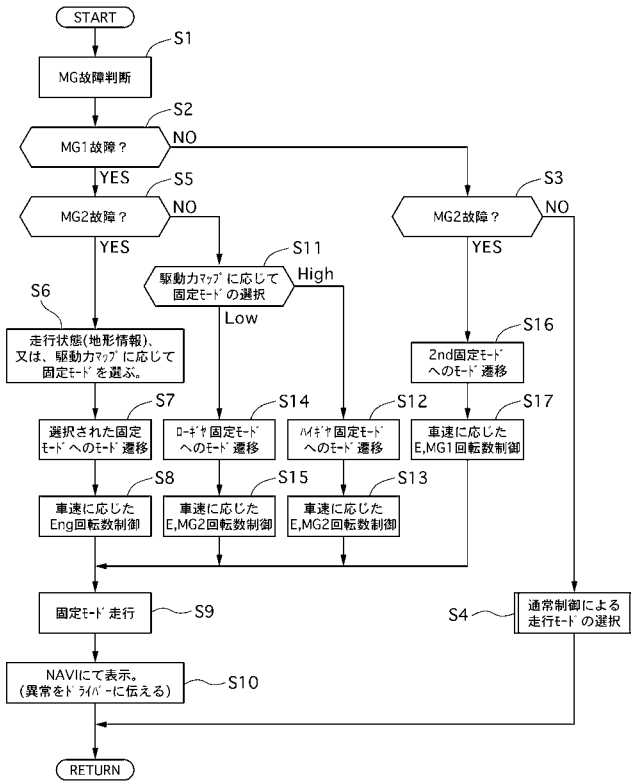 START
S1
MG故障判断
S2
MG1故障？
NO
YES
S5
MG2故障？
NO
YES
S3
MG2故障？
NO
YES
S11
駆動力ﾏｯﾌﾟに応じて
固定ﾓｰﾄﾞの選択
High
Low
S6
走行状態(地形情報)、
又は、駆動力ﾏｯﾌﾟに応じて
固定ﾓｰﾄﾞを選ぶ。
S16
2nd固定ﾓｰﾄﾞ
へのﾓｰﾄﾞ遷移
S7
選択された固定
ﾓｰﾄﾞへのﾓｰﾄﾞ遷移
S14
ﾛｰｷﾞﾔ固定ﾓｰﾄﾞ
へのﾓｰﾄﾞ遷移
S12
ﾊｲｷﾞﾔ固定ﾓｰﾄﾞ
へのﾓｰﾄﾞ遷移
S17
車速に応じた
E,MG1回転数制御
S8
車速に応じた
Eng回転数制御
S15
車速に応じた
E,MG2回転数制御
S13
車速に応じた
E,MG2回転数制御
固定ﾓｰﾄﾞ走行
S9
S4
通常制御による
走行ﾓｰﾄﾞの選択
NAVIにて表示。
(異常をﾄﾞﾗｲﾊﾞｰに伝える)
S10
RETURN